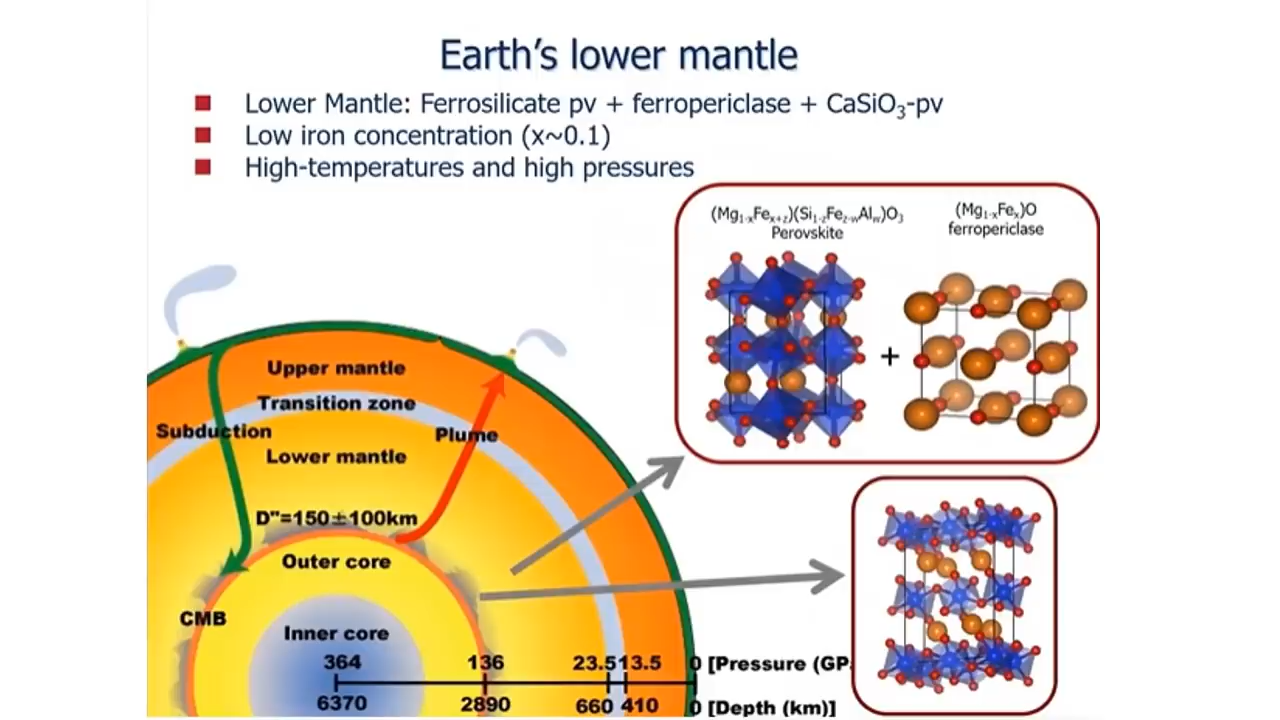 Earth's lower mantle
Lower Mantle: Ferrosilicate pv + ferropericlase + CaSiO₃-pv
Low iron concentration (x~0.1)
High-temperatures and high pressures
(Mg₁₋ₓFeₓ₊z)(Si₁₋zFez₋wAlw)O₃
Perovskite
(Mg₁₋ₓFeₓ)O
ferropericlase
+
Upper mantle
Transition zone
Subduction
Plume
Lower mantle
D"=150±100km
Outer core
CMB
Inner core
364 136 23.5 13.5 0 [Pressure (GP
6370 2890 660 410 0 [Depth (km)]